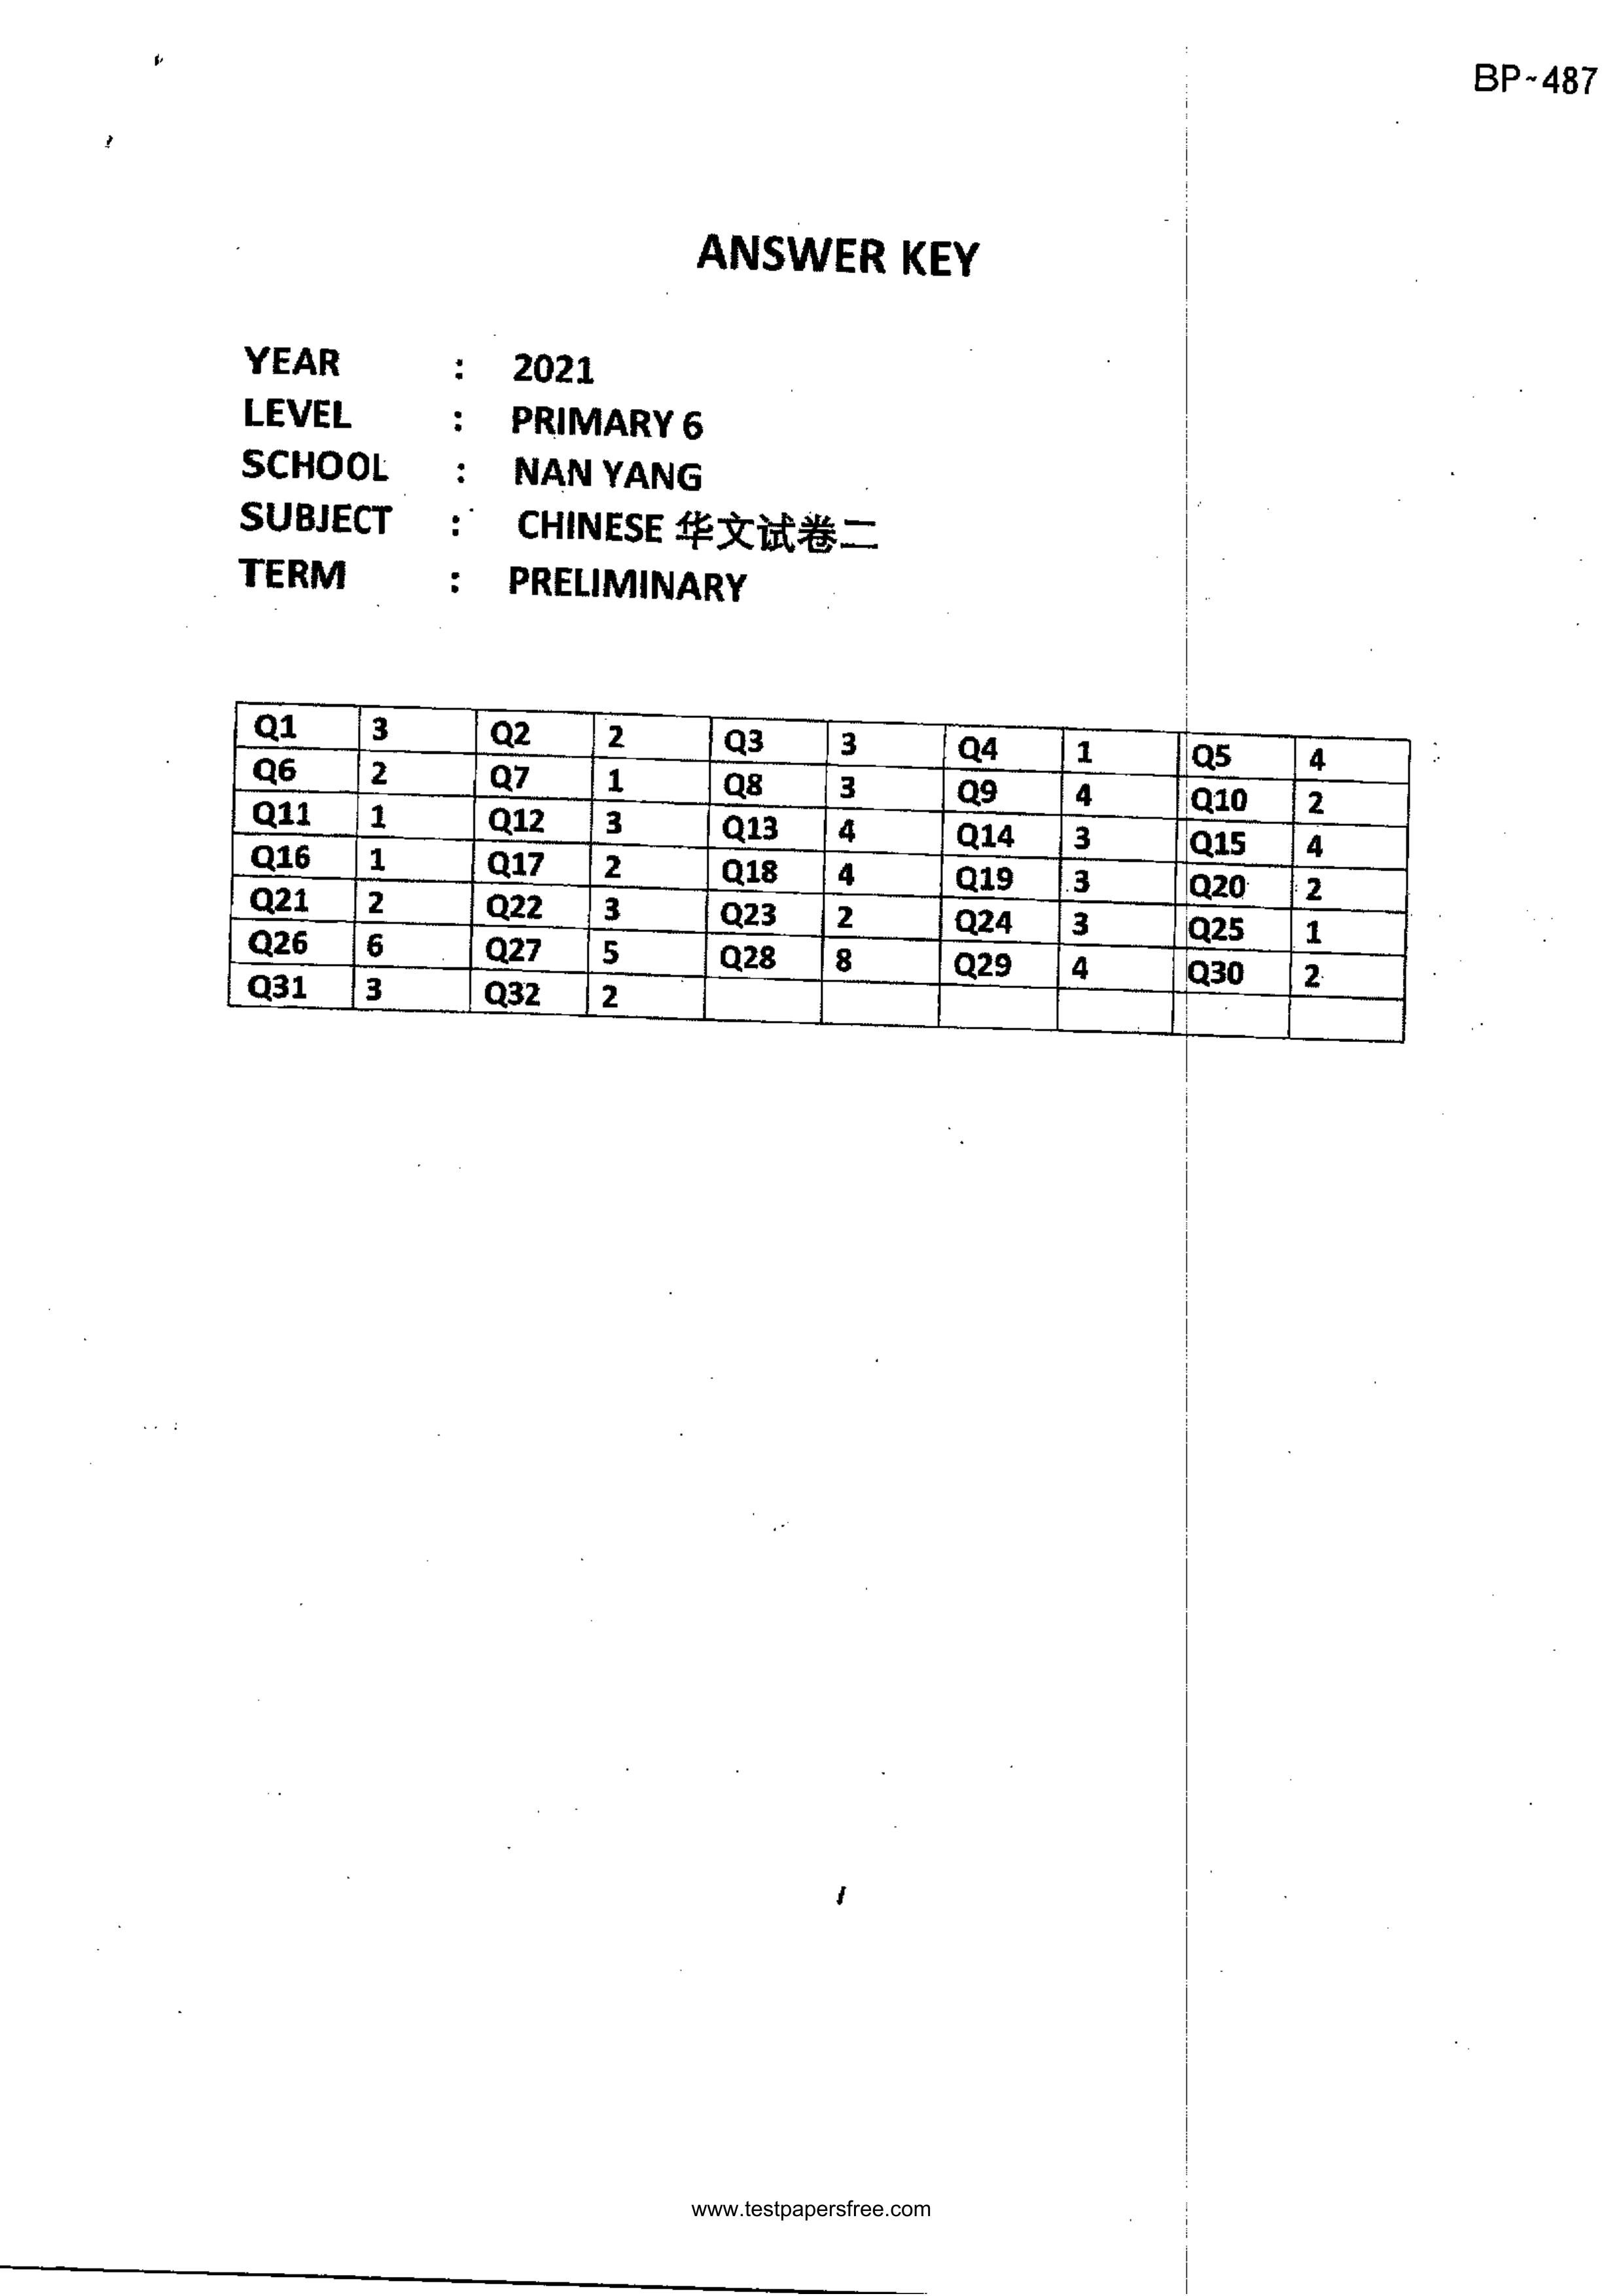 BP~487
ANSWER KEY
YEAR : 2021
LEVEL : PRIMARY 6
SCHOOL : NAN YANG
SUBJECT : CHINESE 华文试卷二
TERM : PRELIMINARY
Q1 3 Q2 2 Q3 3 Q4 1 Q5 4
Q6 2 Q7 1 Q8 3 Q9 4 Q10 2
Q11 1 Q12 3 Q13 4 Q14 3 Q15 4
Q16 1 Q17 2 Q18 4 Q19 3 Q20 2
Q21 2 Q22 3 Q23 2 Q24 3 Q25 1
Q26 6 Q27 5 Q28 8 Q29 4 Q30 2
Q31 3 Q32 2
www.testpapersfree.com